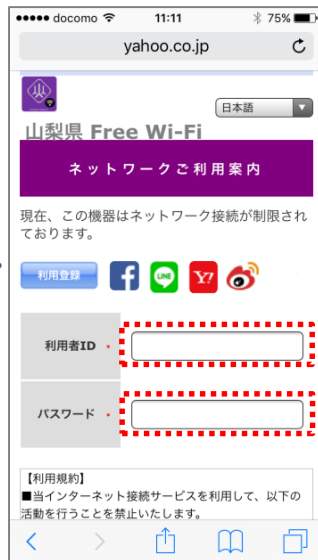 docomo 11:11 75%
yahoo.co.jp
日本語
山梨県 Free Wi-Fi
ネットワークご利用案内
現在、この機器はネットワーク接続が制限され
ております。
利用登録 f LINE Y!
利用者ID
パスワード
【利用規約】
■当インターネット接続サービスを利用して、以下の
活動を行うことを禁止いたします。